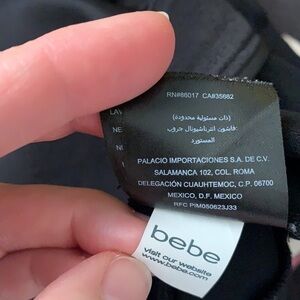 RN#86017 CA#35682
(ذات مسئولية محدودة)
فاشون انترناشيونال جروب
المستورد
PALACIO IMPORTACIONES S.A. DE C.V.
SALAMANCA 102, COL. ROMA
DELEGACIÓN CUAUHTEMOC, C.P. 06700
MEXICO, D.F. MEXICO
RFC PIM050623J33
bebe
visit our website
www.bebe.com